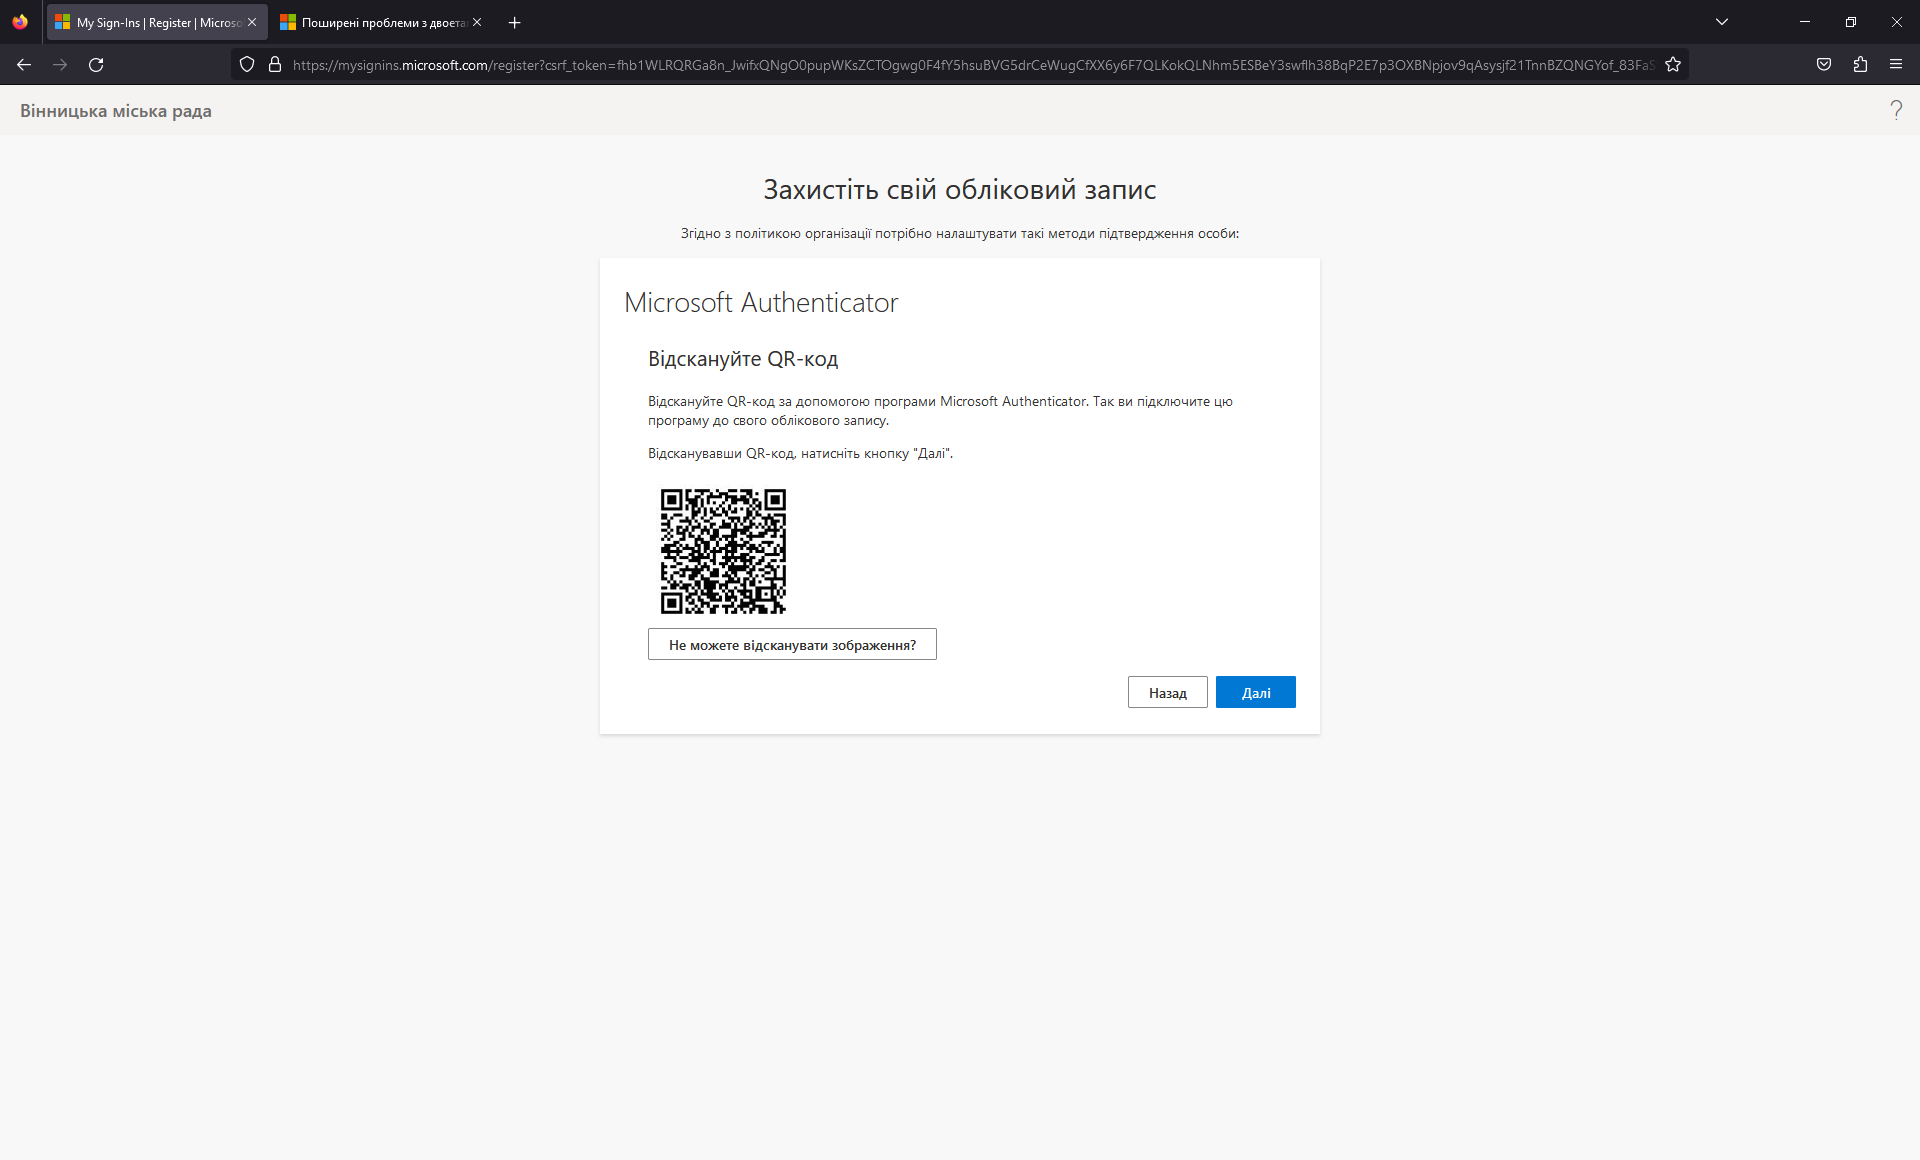 My Sign-Ins | Register | Microso
Поширені проблеми з двоета
https://mysignins.microsoft.com/register?csrf_token=
Вінницька міська рада
Захистіть свій обліковий запис
Згідно з політикою організації потрібно налаштувати такі методи підтвердження особи:
Microsoft Authenticator
Відскануйте QR-код
Відскануйте QR-код за допомогою програми Microsoft Authenticator. Так ви підключите цю
програму до свого облікового запису.
Відсканувавши QR-код, натисніть кнопку "Далі".
Не можете відсканувати зображення?
Назад
Далі